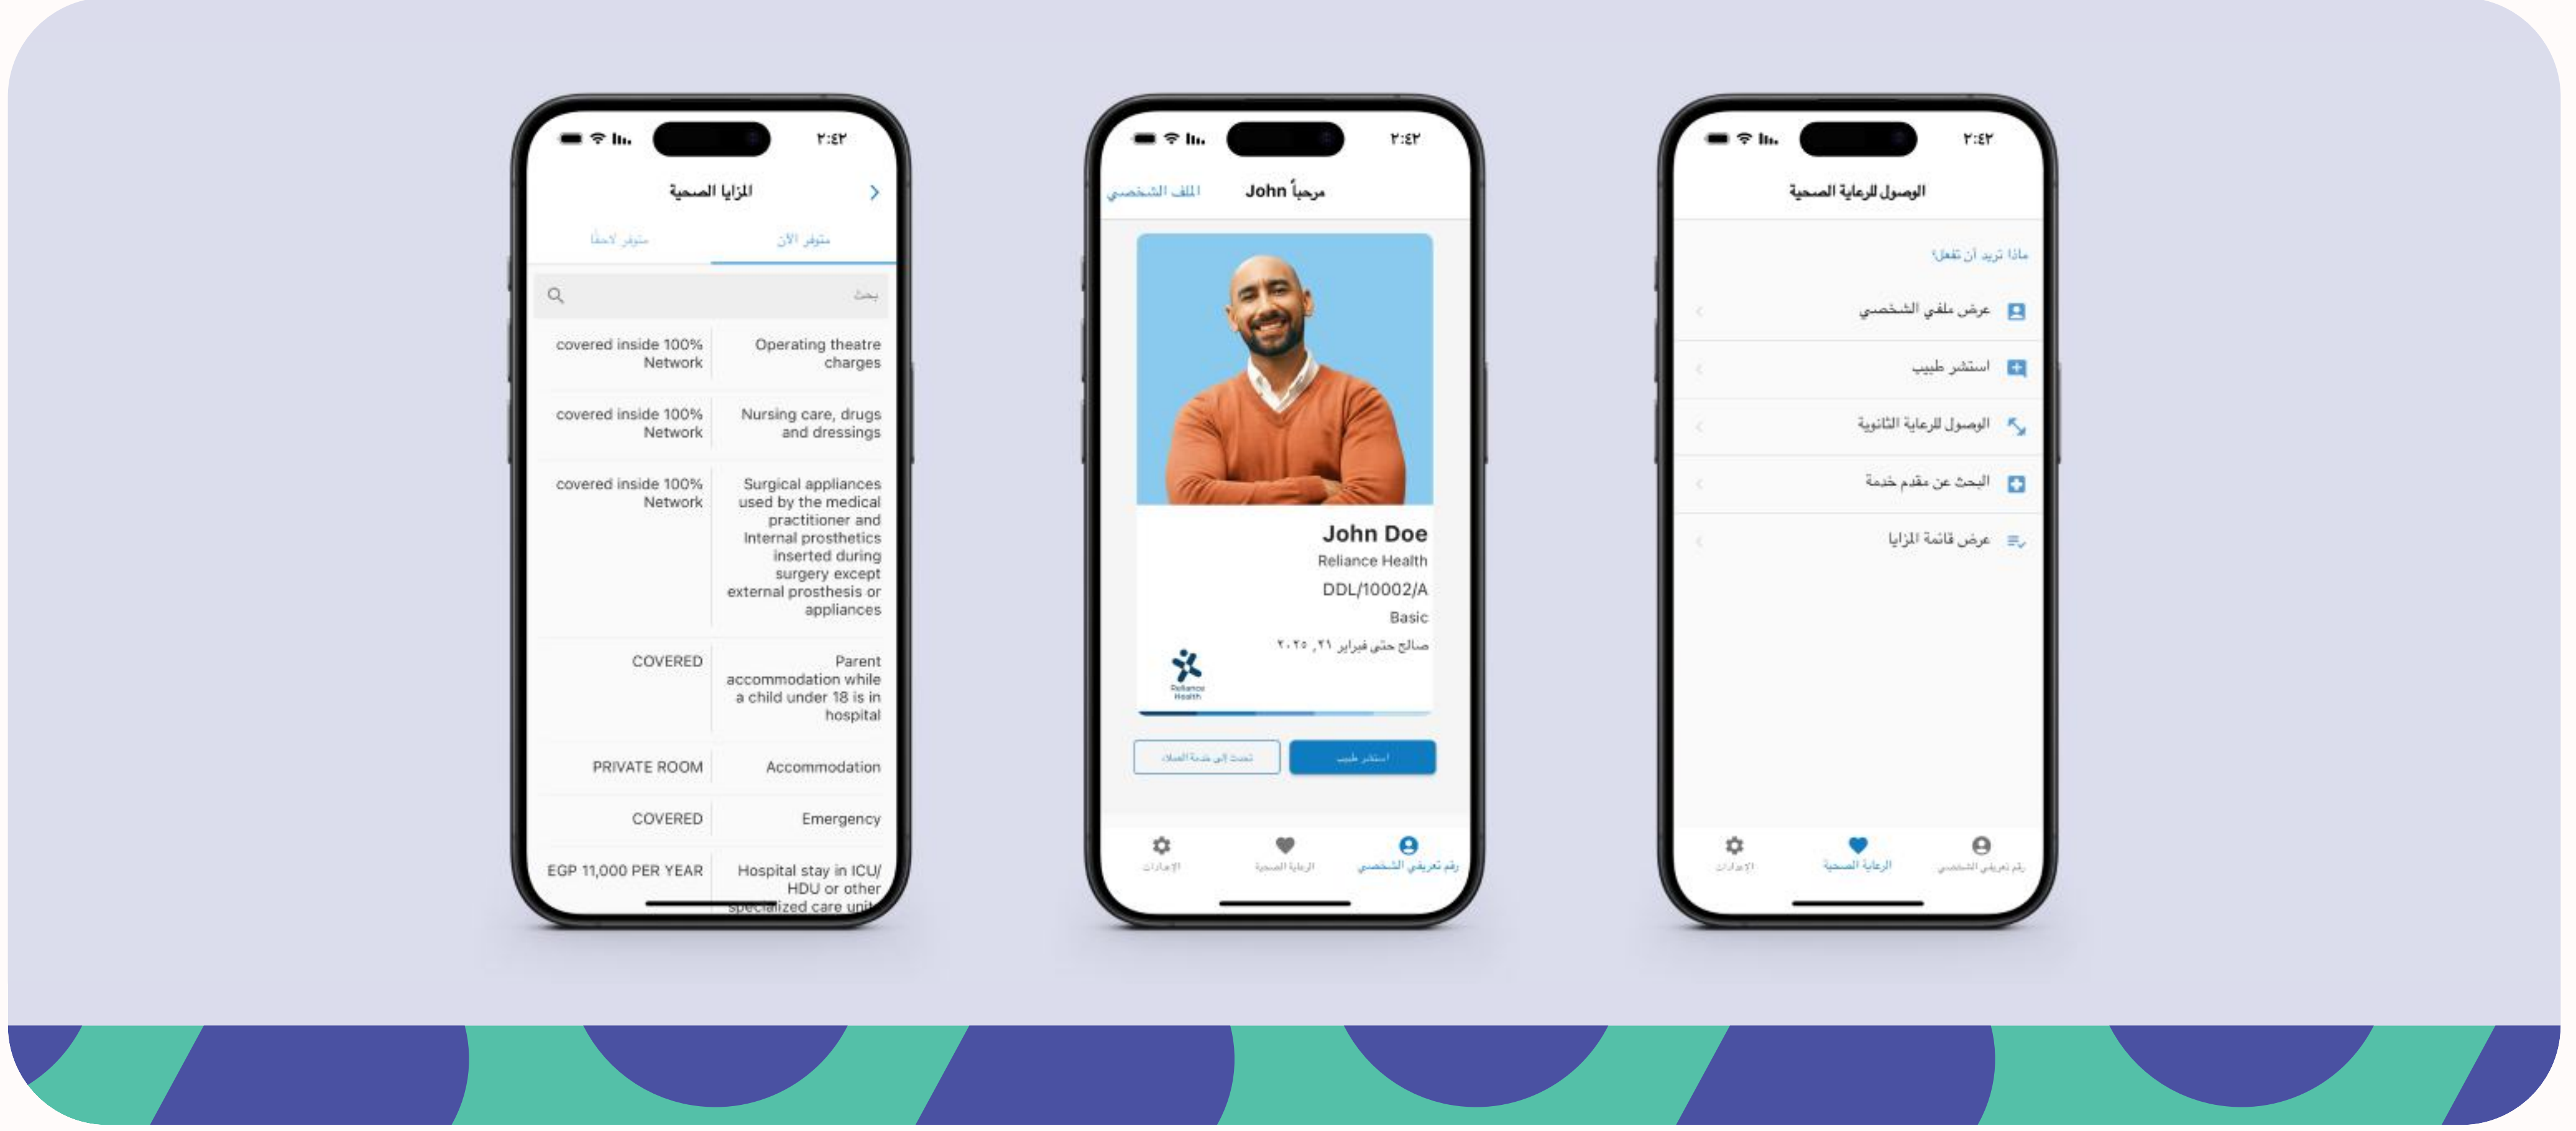 ٢:٤٢
المزايا الصحية
متوفر الآن
متوفر لاحقًا
بحث
Operating theatre
charges
covered inside 100%
Network
Nursing care, drugs
and dressings
covered inside 100%
Network
Surgical appliances
used by the medical
practitioner and
Internal prosthetics
inserted during
surgery except
external prosthesis or
appliances
covered inside 100%
Network
Parent
accommodation while
a child under 18 is in
hospital
COVERED
Accommodation
PRIVATE ROOM
Emergency
COVERED
Hospital stay in ICU/
HDU or other
specialized care unit
EGP 11,000 PER YEAR
٢:٤٢
مرحباً John
الملف الشخصي
John Doe
Reliance Health
DDL/10002/A
Basic
صالح حتى فبراير ٢١, ٢٠٢٥
Reliance
Health
استشر طبيب
تحدث إلى خدمة العملاء
رقم تعريفي الشخصي
الرعاية الصحية
الإعدادات
٢:٤٢
الوصول للرعاية الصحية
ماذا تريد أن تفعل؟
عرض ملفي الشخصي
استشر طبيب
الوصول للرعاية الثانوية
البحث عن مقدم خدمة
عرض قائمة المزايا
رقم تعريفي الشخصي
الرعاية الصحية
الإعدادات